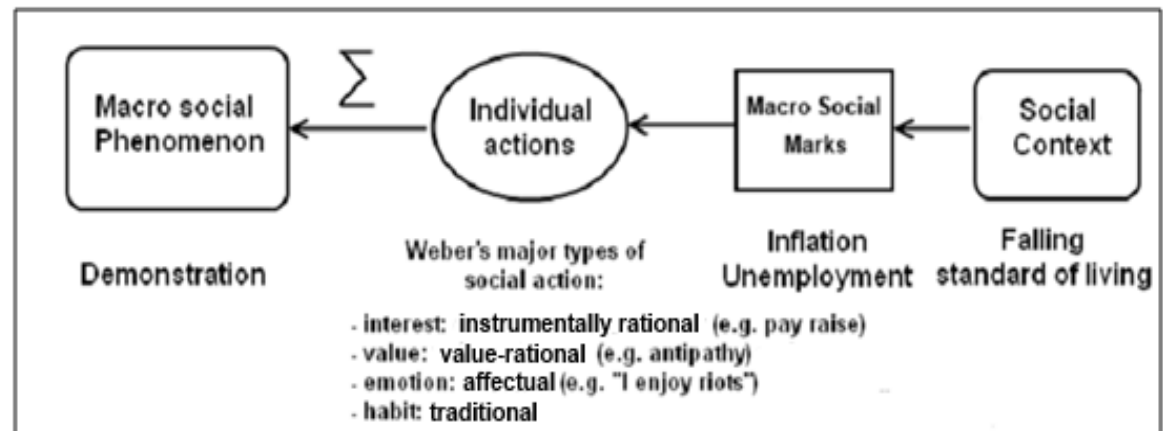 Macro social
Phenomenon
∑
Individual
actions
Macro Social
Marks
Social
Context
Demonstration
Weber's major types of
social action:
- interest: instrumentally rational (e.g. pay raise)
- value: value-rational (e.g. antipathy)
- emotion: affectual (e.g. "I enjoy riots")
- habit: traditional
Inflation
Unemployment
Falling
standard of living